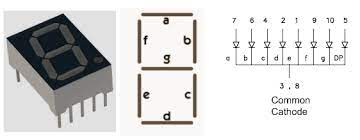 a
f b
g
e c
d
7 6 4 2 1 9 10 5
a b c d e f g DP
3 , 8
Common
Cathode